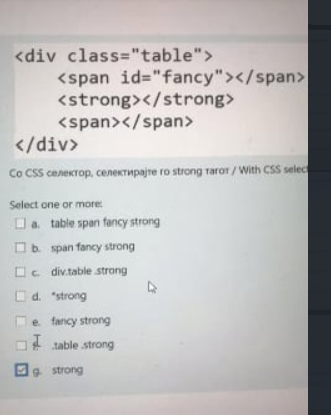 <div class="table">
<span id="fancy"></span>
<strong></strong>
<span></span>
</div>
Со CSS селектор, селектирајте го strong тагот / With CSS select
Select one or more:
a. table span fancy strong
b. span fancy strong
c. div.table .strong
d. *strong
e. fancy strong
f. .table .strong
g. strong